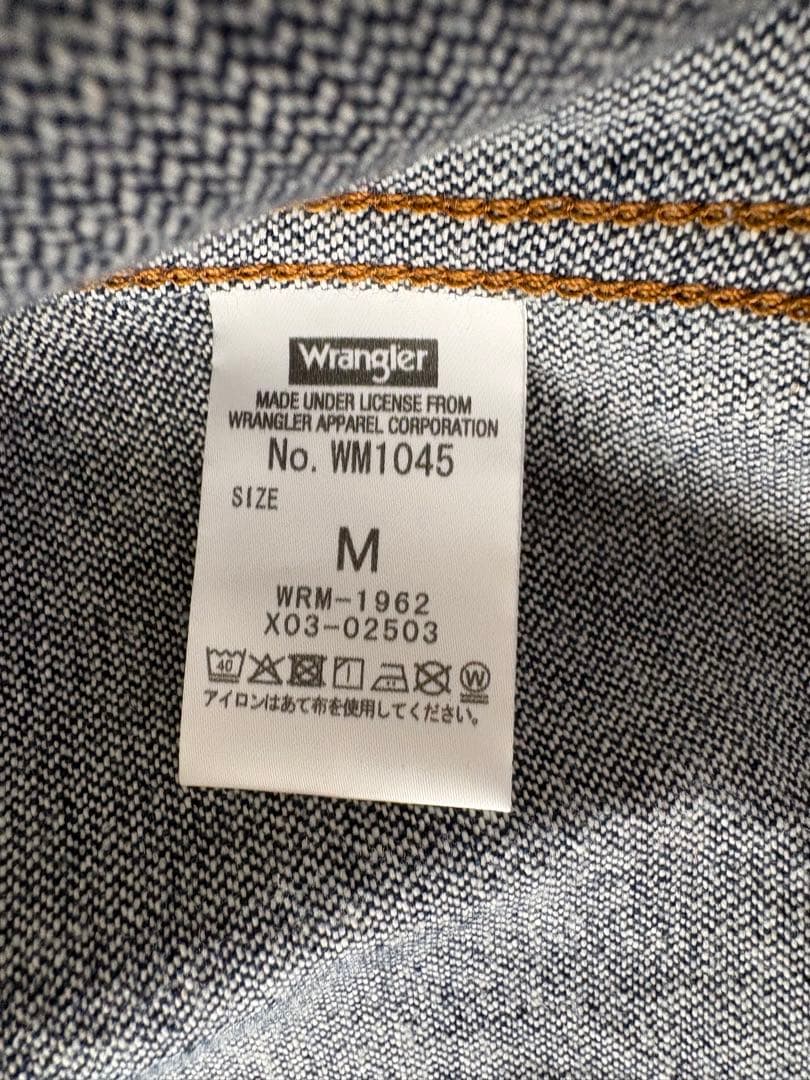 Wrangler
MADE UNDER LICENSE FROM
WRANGLER APPAREL CORPORATION
No. WM1045
SIZE
M
WRM-1962
X03-02503
40 W
アイロンはあて布を使用してください。